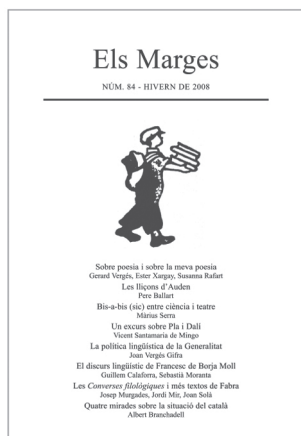 Els Marges
NÚM. 84 - HIVERN DE 2008
Sobre poesia i sobre la meva poesia
Gerard Vergés, Ester Xargay, Susanna Rafart
Les lliçons d'Auden
Pere Ballart
Bis-a-bis (sic) entre ciència i teatre
Màrius Serra
Un excurs sobre Pla i Dalí
Vicent Santamaria de Mingo
La política lingüística de la Generalitat
Joan Vergés Gifra
El discurs lingüístic de Francesc de Borja Moll
Guillem Calaforra, Sebastià Moranta
Les Converses filològiques i més textos de Fabra
Josep Murgades, Jordi Mir, Joan Solà
Quatre mirades sobre la situació del català
Albert Branchadell